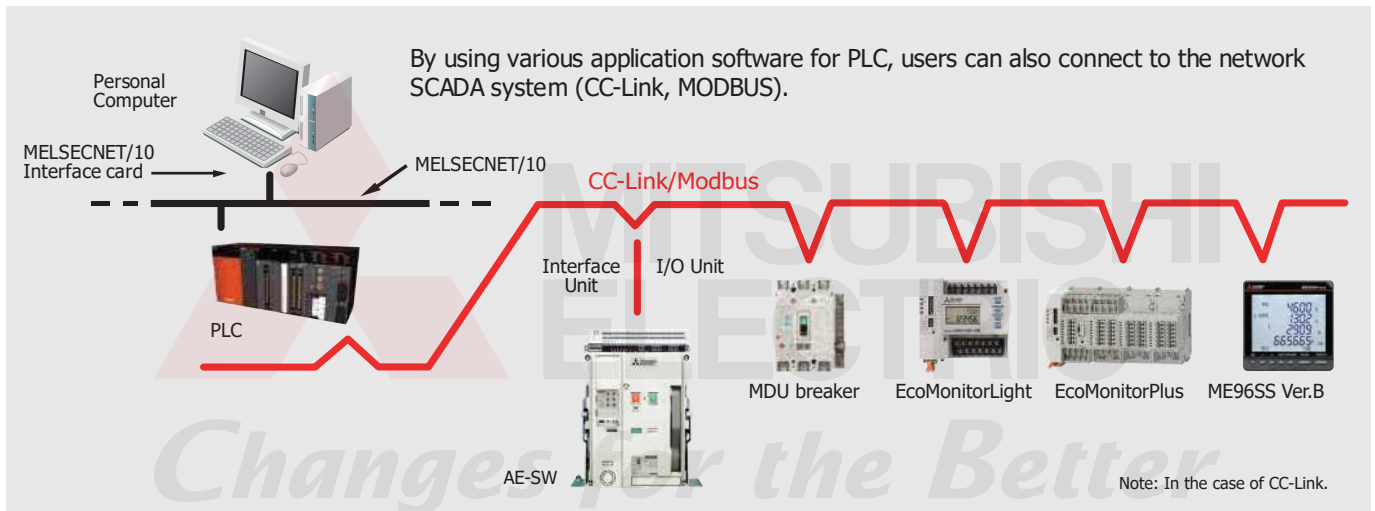 By using various application software for PLC, users can also connect to the network
SCADA system (CC-Link, MODBUS).
Personal
Computer
MELSECNET/10
Interface card
MELSECNET/10
CC-Link/Modbus
MITSUBISHI
ELECTRIC
Interface
Unit
I/O Unit
PLC
MDU breaker
EcoMonitorLight
EcoMonitorPlus
ME96SS Ver.B
AE-SW
Changes for the Better
Note: In the case of CC-Link.